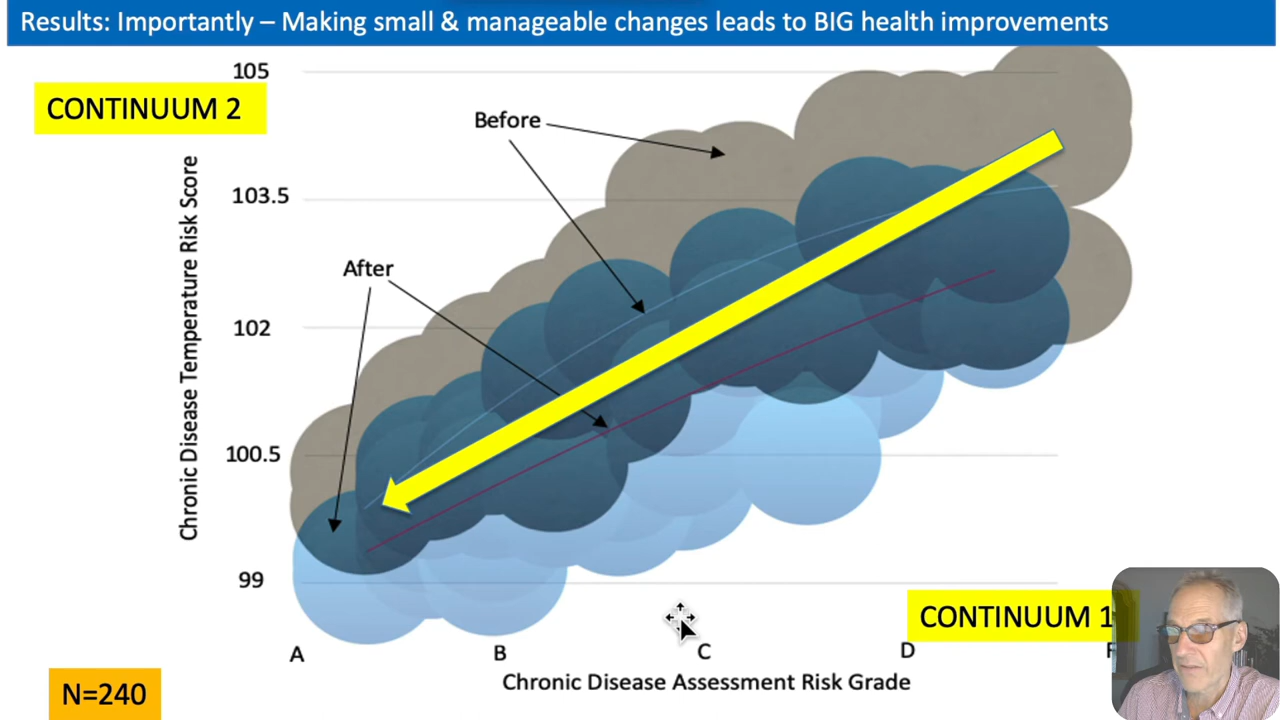 Results: Importantly – Making small & manageable changes leads to BIG health improvements
105
CONTINUUM 2
Before
Chronic Disease Temperature Risk Score
103.5
After
102
100.5
99
CONTINUUM 1
A
B
C
D
F
Chronic Disease Assessment Risk Grade
N=240